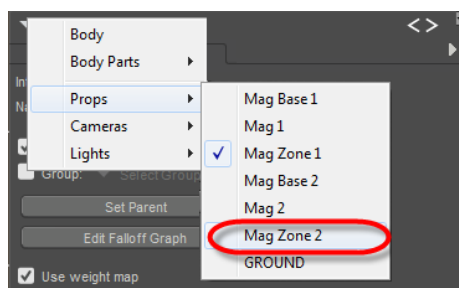 Body
Body Parts
Props
Cameras
Lights
Mag Base 1
Mag 1
Mag Zone 1
Mag Base 2
Mag 2
Mag Zone 2
GROUND
Group:
Select Group
Set Parent
Edit Falloff Graph
Use weight map